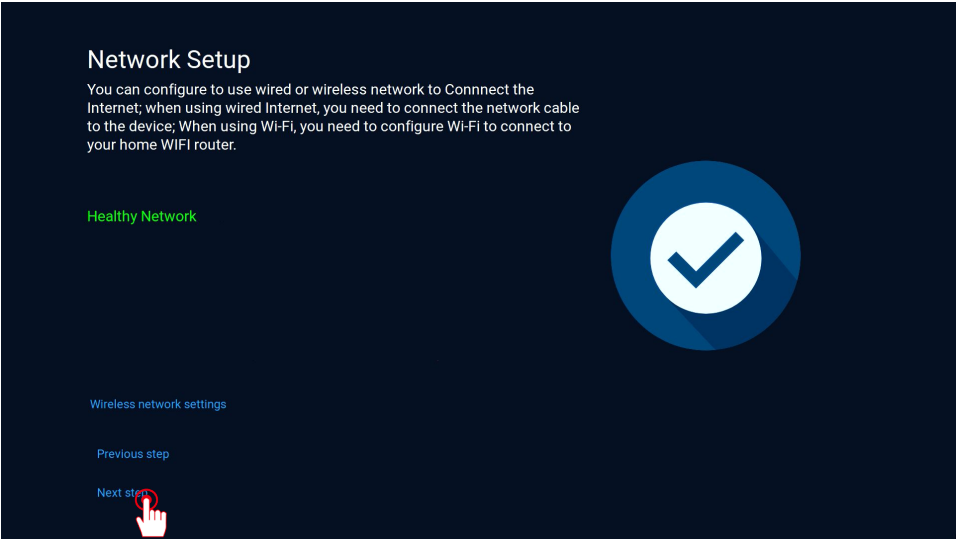 Network Setup
You can configure to use wired or wireless network to Connnect the
Internet; when using wired Internet, you need to connect the network cable
to the device; When using Wi-Fi, you need to configure Wi-Fi to connect to
your home WIFI router.
Healthy Network
Wireless network settings
Previous step
Next step